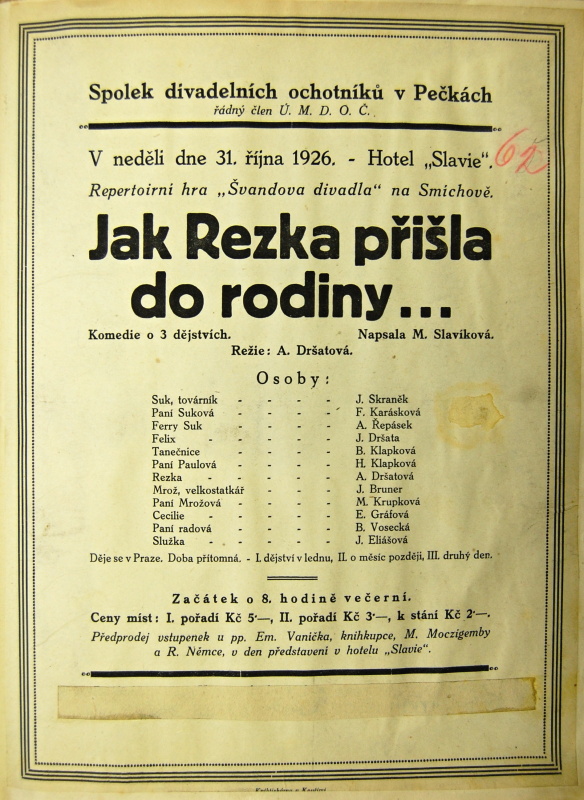 Spolek divadelních ochotníků v Pečkách
řádný člen Ú. M. D. O. Č.
V neděli dne 31. října 1926. - Hotel „Slavie“.
62
Repertoirní hra „Švandova divadla“ na Smíchově.
Jak Rezka přišla
do rodiny...
Komedie o 3 dějstvích. Napsala M. Slavíková.
Režie: A. Dršatová.
Osoby:
Suk, továrník - - - - J. Skraněk
Paní Suková - - - - F. Karásková
Ferry Suk - - - - A. Řepásek
Felix - - - - - J. Dršata
Tanečnice - - - - B. Klapková
Paní Paulová - - - - H. Klapková
Rezka - - - - - A. Dršatová
Mrož, velkostatkář - - - J. Bruner
Paní Mrožová - - - - M. Krupková
Cecilie - - - - - E. Gráfová
Paní radová - - - - B. Vosecká
Služka - - - - - J. Eliášová
Děje se v Praze. Doba přítomná. - I. dějství v lednu, II. o měsíc později, III. druhý den.
Začátek o 8. hodině večerní.
Ceny míst: I. pořadí Kč 5·—, II. pořadí Kč 3·—, k stání Kč 2·—.
Předprodej vstupenek u pp. Em. Vanička, knihkupce, M. Moczigemby
a R. Němce, v den představení v hotelu „Slavie“.